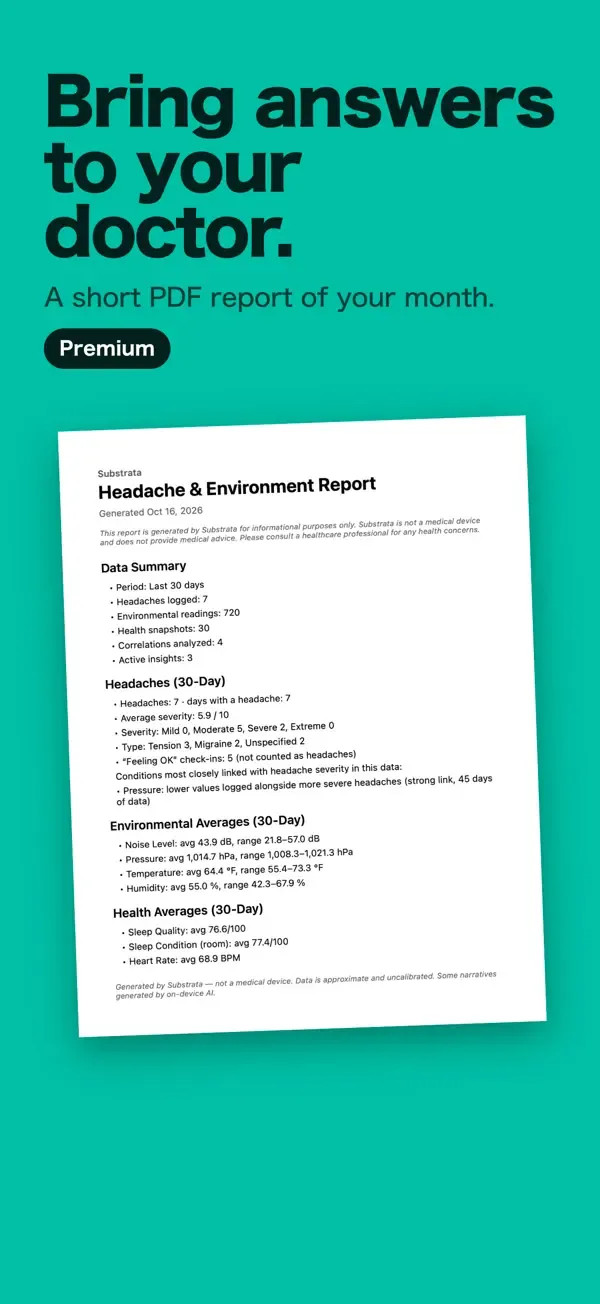 Bring answers
to your
doctor.
A short PDF report of your month.
Premium
Substrata
Headache & Environment Report
Generated Oct 16, 2026
This report is generated by Substrata for informational purposes only. Substrata is not a medical device
and does not provide medical advice. Please consult a healthcare professional for any health concerns.
Data Summary
• Period: Last 30 days
• Headaches logged: 7
• Environmental readings: 720
• Health snapshots: 30
• Correlations analyzed: 4
• Active insights: 3
Headaches (30-Day)
• Headaches: 7 · days with a headache: 7
• Average severity: 5.9 / 10
• Severity: Mild 0, Moderate 5, Severe 2, Extreme 0
• Type: Tension 3, Migraine 2, Unspecified 2
• “Feeling OK” check-ins: 5 (not counted as headaches)
Conditions most closely linked with headache severity in this data:
• Pressure: lower values logged alongside more severe headaches (strong link, 45 days
of data)
Environmental Averages (30-Day)
• Noise Level: avg 43.9 dB, range 21.8–57.0 dB
• Pressure: avg 1,014.7 hPa, range 1,008.3–1,021.3 hPa
• Temperature: avg 64.4 °F, range 55.4–73.3 °F
• Humidity: avg 55.0 %, range 42.3–67.9 %
Health Averages (30-Day)
• Sleep Quality: avg 76.6/100
• Sleep Condition (room): avg 77.4/100
• Heart Rate: avg 68.9 BPM
Generated by Substrata — not a medical device. Data is approximate and uncalibrated. Some narratives
generated by on-device AI.